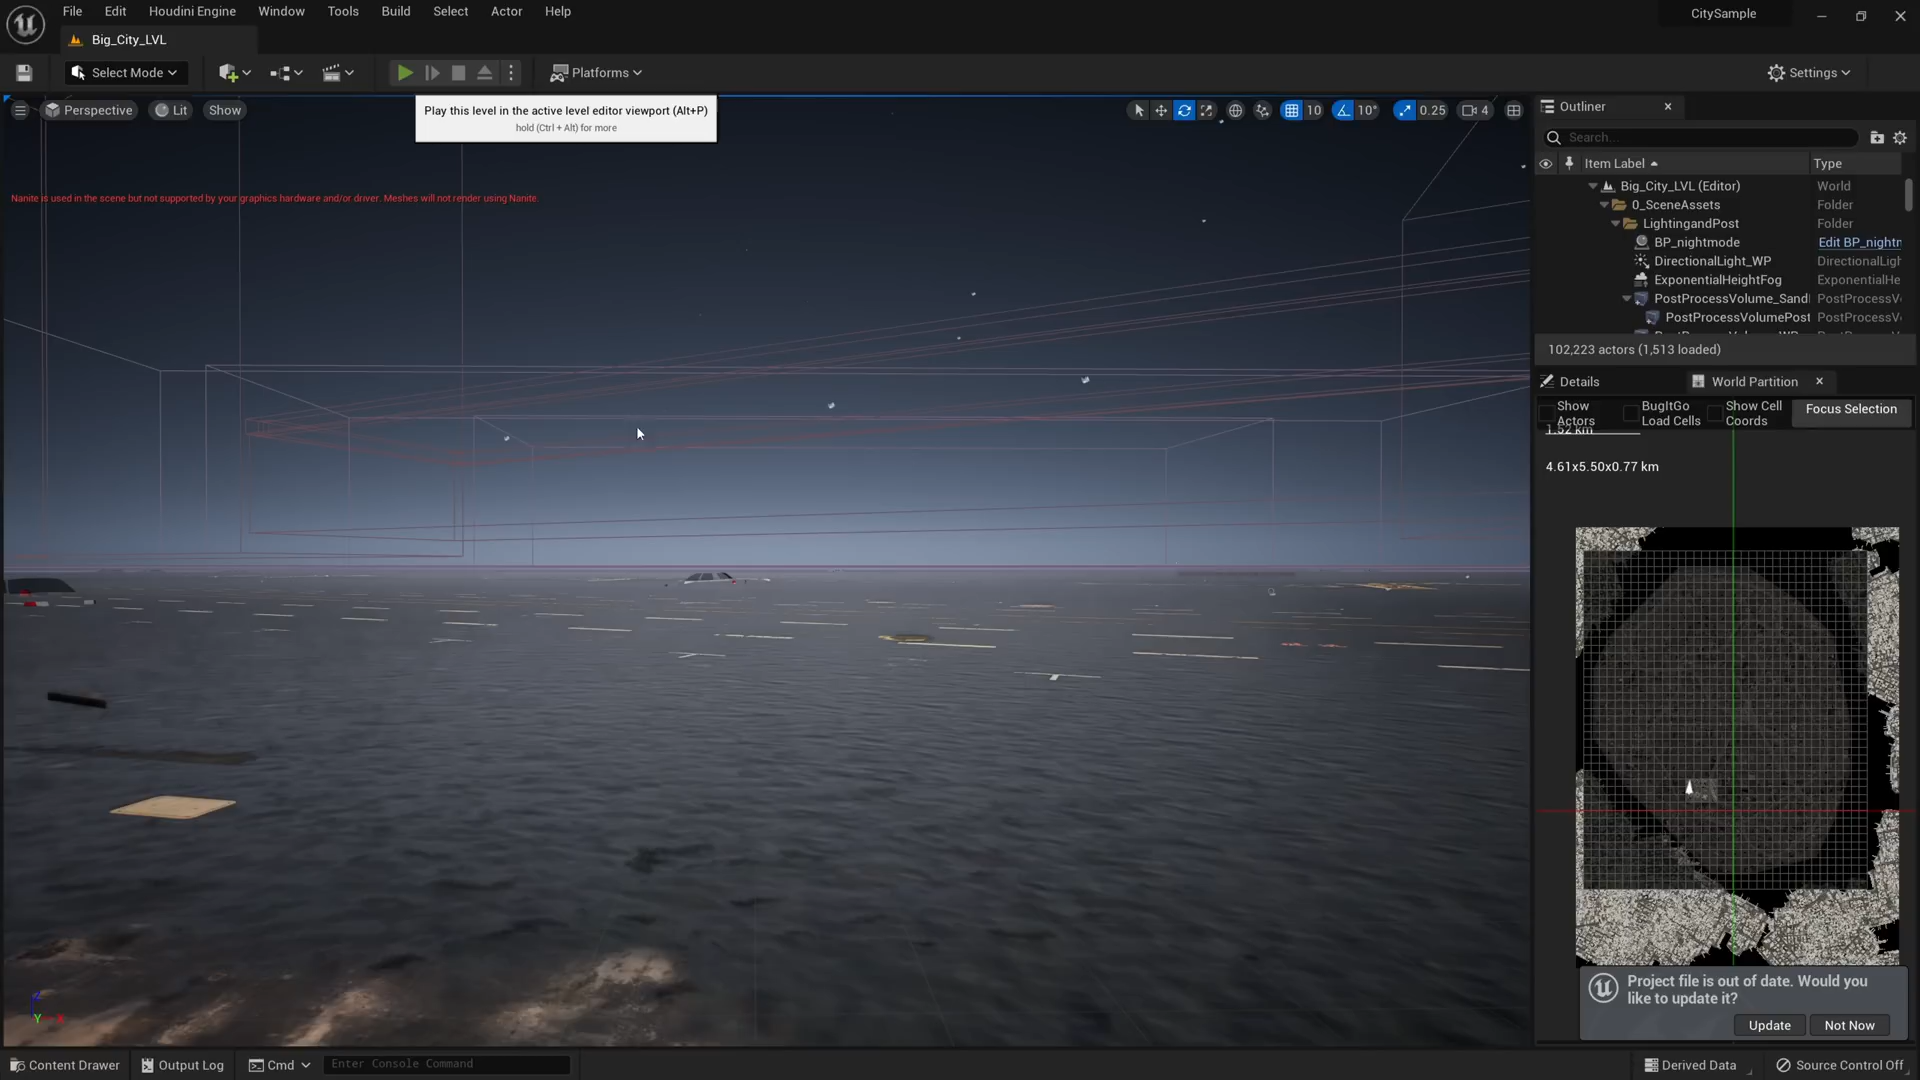 File Edit Houdini Engine Window Tools Build Select Actor Help
CitySample
Big_City_LVL
Select Mode
Platforms
Settings
Perspective Lit Show
Play this level in the active level editor viewport (Alt+P)
hold (Ctrl + Alt) for more
10 10° 0.25 4
Nanite is used in the scene but not supported by your graphics hardware and/or driver. Meshes will not render using Nanite.
Outliner
Search...
Item Label Type
Big_City_LVL (Editor) World
0_SceneAssets Folder
LightingandPost Folder
BP_nightmode Edit BP_nightn
DirectionalLight_WP DirectionalLigh
ExponentialHeightFog ExponentialHe
PostProcessVolume_Sand PostProcessV
PostProcessVolumePost PostProcessV
102,223 actors (1,513 loaded)
Details World Partition
Show Actors BugItGo Load Cells Show Cell Coords Focus Selection
1.52 km
4.61x5.50x0.77 km
Project file is out of date. Would you
like to update it?
Update Not Now
Z
Y X
Content Drawer Output Log Cmd Enter Console Command
Derived Data Source Control Off